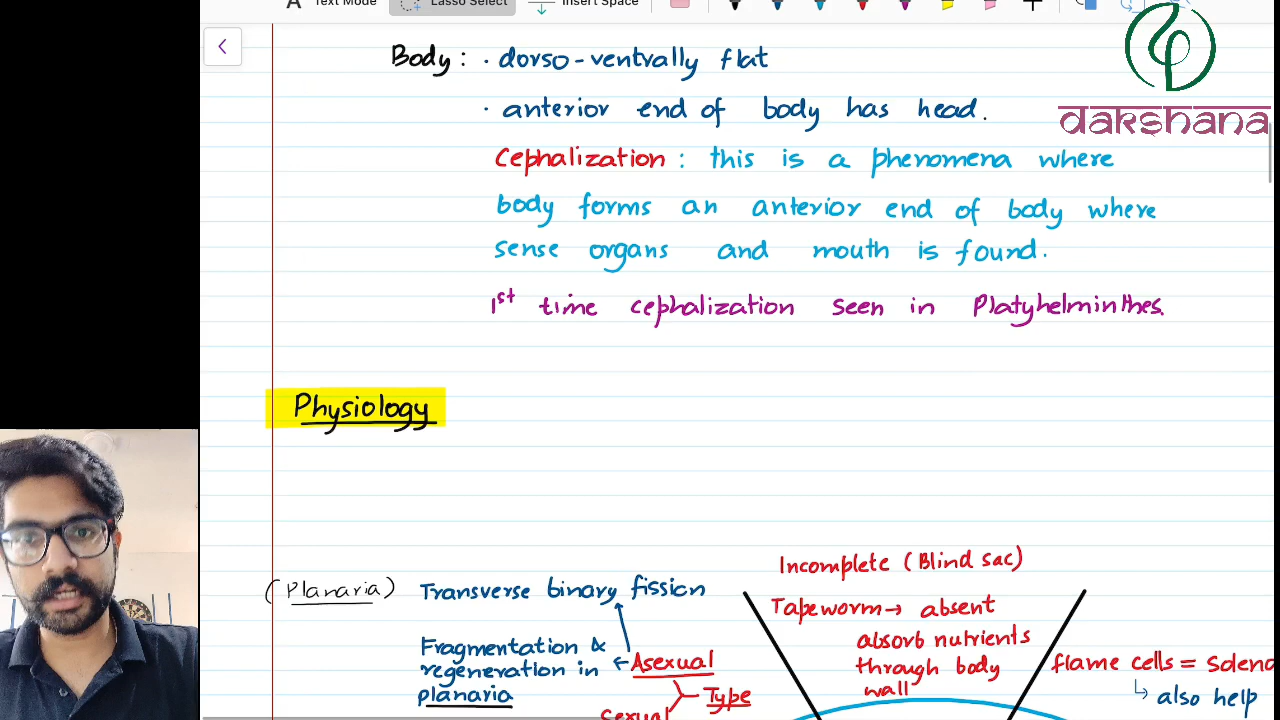 Text Mode
Lasso Select
Insert Space
dakshana
Body : · dorso-ventrally flat
· anterior end of body has head.
Cephalization : this is a phenomena where
body forms an anterior end of body where
sense organs and mouth is found.
1st time cephalization seen in Platyhelminthes.
Physiology
Incomplete (Blind sac)
(Planaria) Transverse binary fission
Tapeworm → absent
absorb nutrients
through body
wall
Fragmentation &
regeneration in
planaria
Asexual
Type
Sexual
flame cells = Soleno
also help